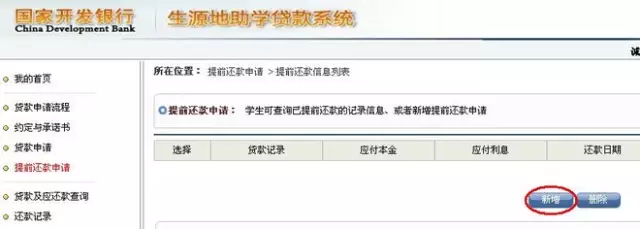 国家开发银行 生源地助学贷款系统
China Development Bank
所在位置： 提前还款申请 >提前还款信息列表
我的首页
贷款申请流程
提前还款申请： 学生可查询已提前还款的记录信息、或者新增提前还款申请
约定与承诺书
贷款申请
选择 贷款记录 应付本金 应付利息 还款日期
提前还款申请
贷款及应还款查询
新增 删除
还款记录